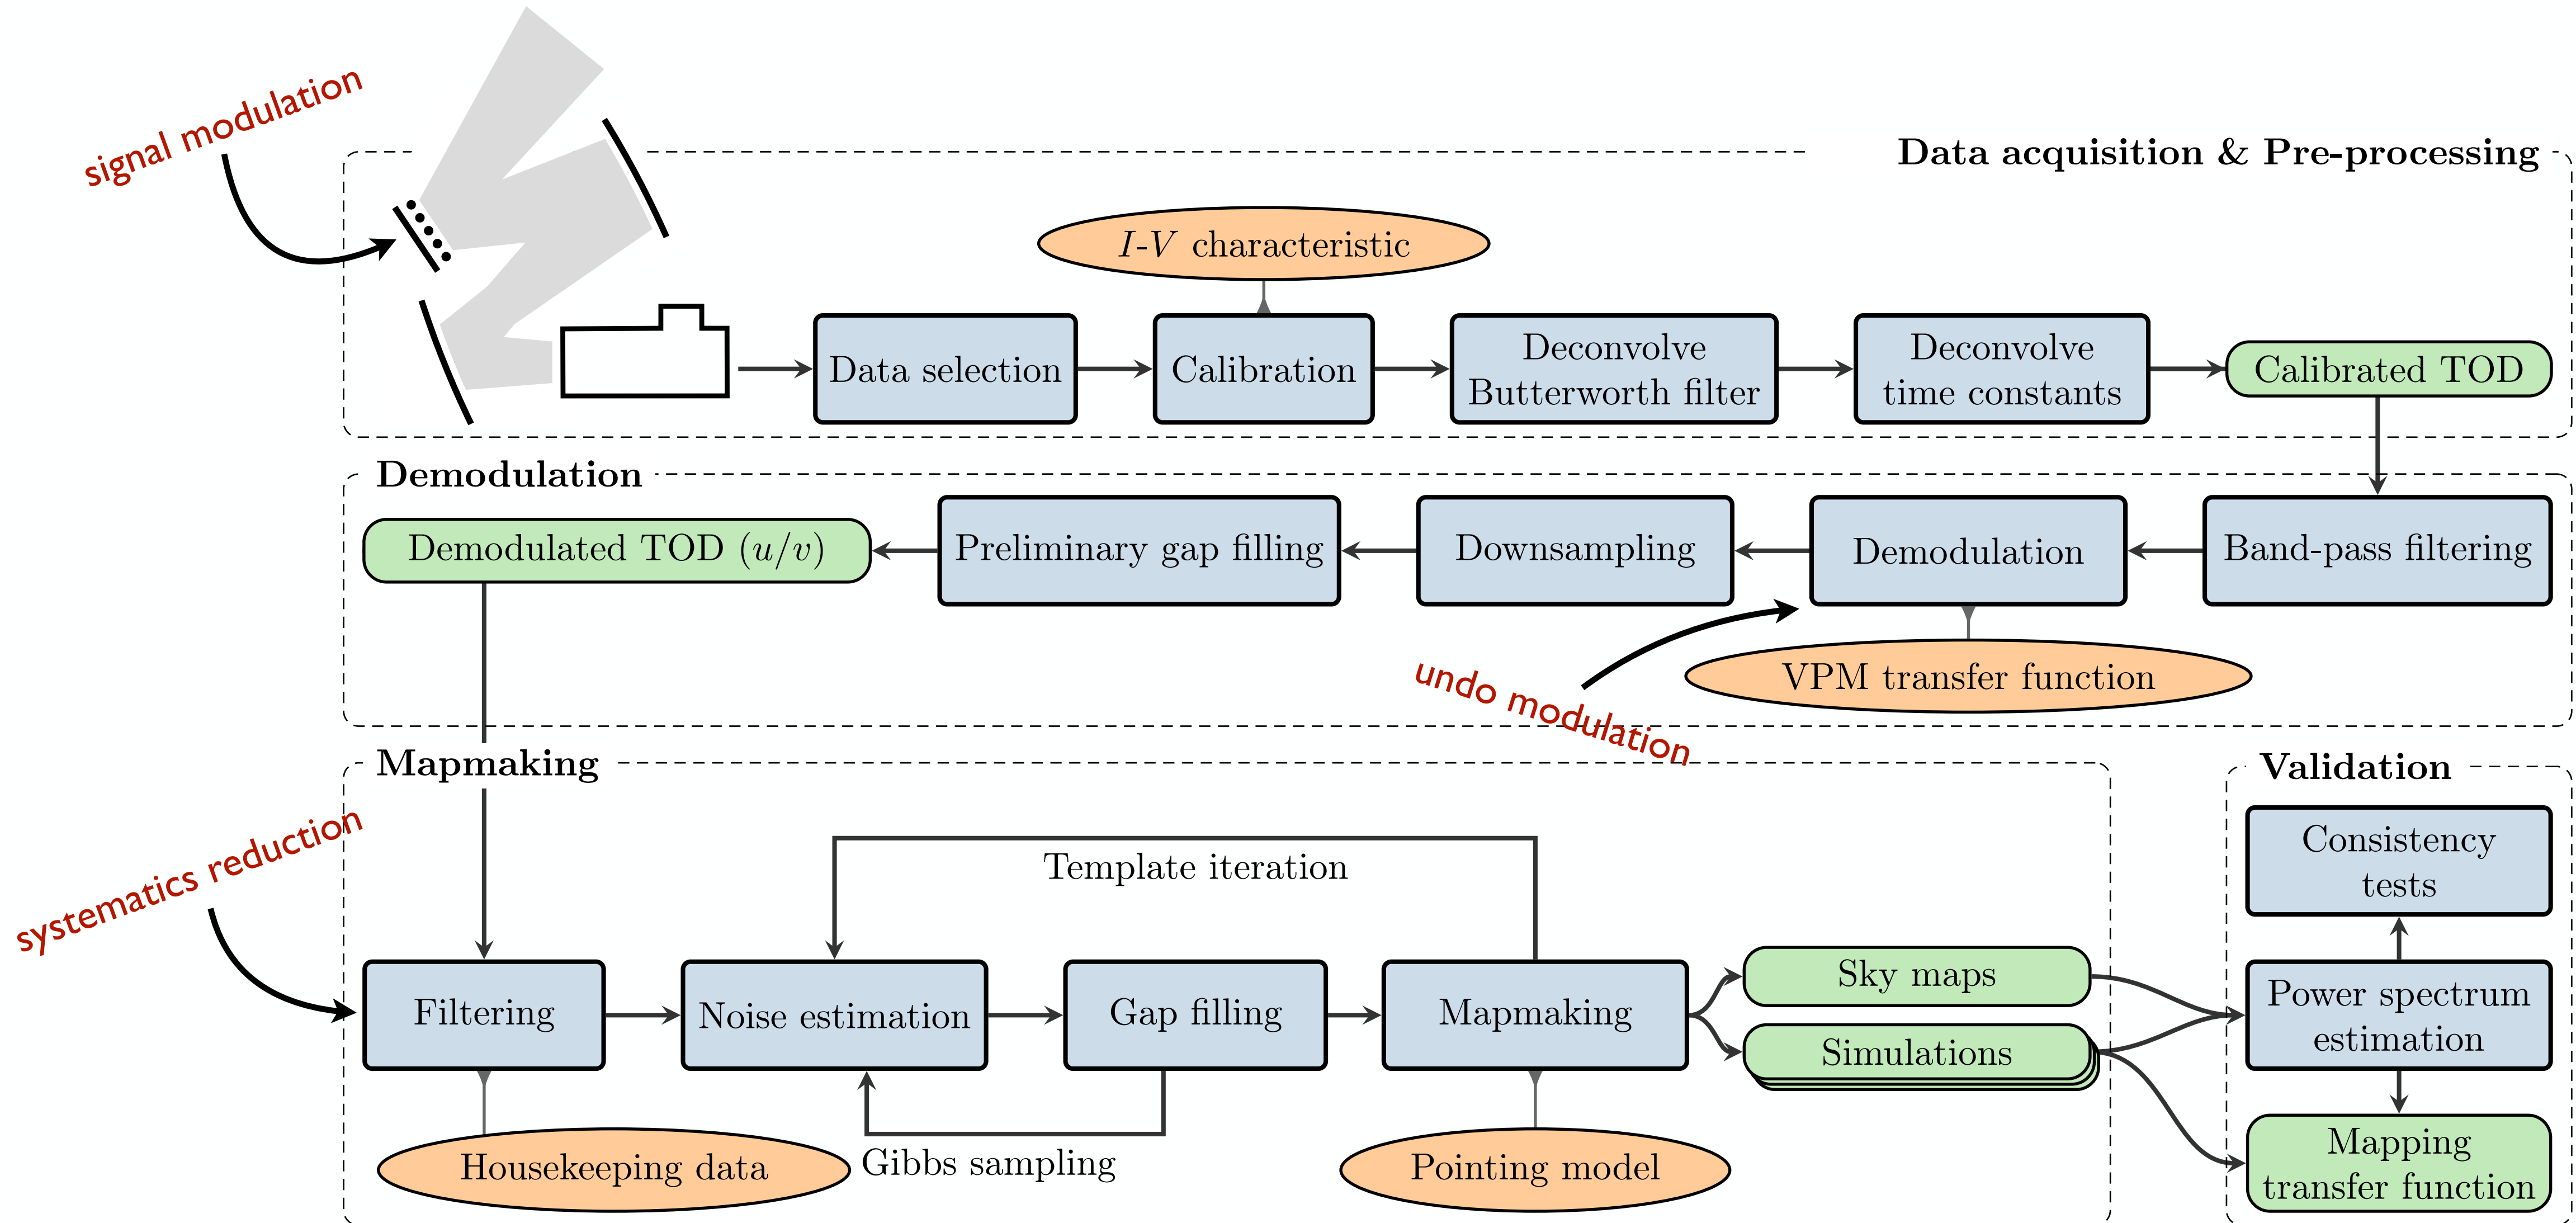 signal modulation
Data acquisition & Pre-processing
I-V characteristic
Data selection
Calibration
Deconvolve
Butterworth filter
Deconvolve
time constants
Calibrated TOD
Demodulation
Demodulated TOD (u/v)
Preliminary gap filling
Downsampling
Demodulation
Band-pass filtering
VPM transfer function
undo modulation
Mapmaking
Validation
systematics reduction
Template iteration
Consistency
tests
Filtering
Noise estimation
Gap filling
Mapmaking
Sky maps
Simulations
Power spectrum
estimation
Housekeeping data
Gibbs sampling
Pointing model
Mapping
transfer function